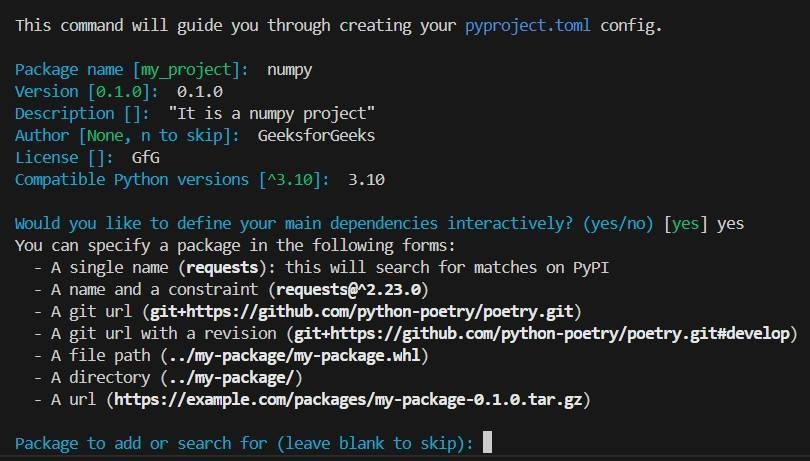 This command will guide you through creating your pyproject.toml config.
Package name [my_project]:  numpy
Version [0.1.0]:  0.1.0
Description []:  "It is a numpy project"
Author [None, n to skip]:  GeeksforGeeks
License []:  GfG
Compatible Python versions [^3.10]:  3.10
Would you like to define your main dependencies interactively? (yes/no) [yes] yes
You can specify a package in the following forms:
  - A single name (requests): this will search for matches on PyPI
  - A name and a constraint (requests@^2.23.0)
  - A git url (git+https://github.com/python-poetry/poetry.git)
  - A git url with a revision (git+https://github.com/python-poetry/poetry.git#develop)
  - A file path (../my-package/my-package.whl)
  - A directory (../my-package/)
  - A url (https://example.com/packages/my-package-0.1.0.tar.gz)
Package to add or search for (leave blank to skip):